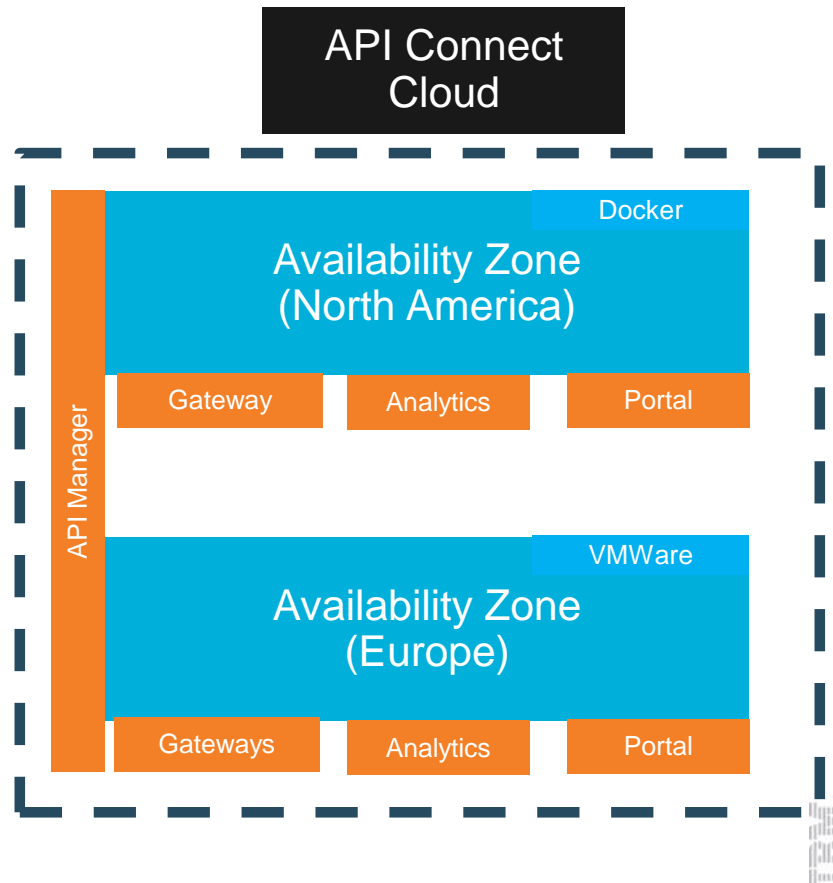 API Connect
Cloud
Docker
Availability Zone
(North America)
Gateway
Analytics
Portal
API Manager
VMWare
Availability Zone
(Europe)
Gateways
Analytics
Portal
IBM